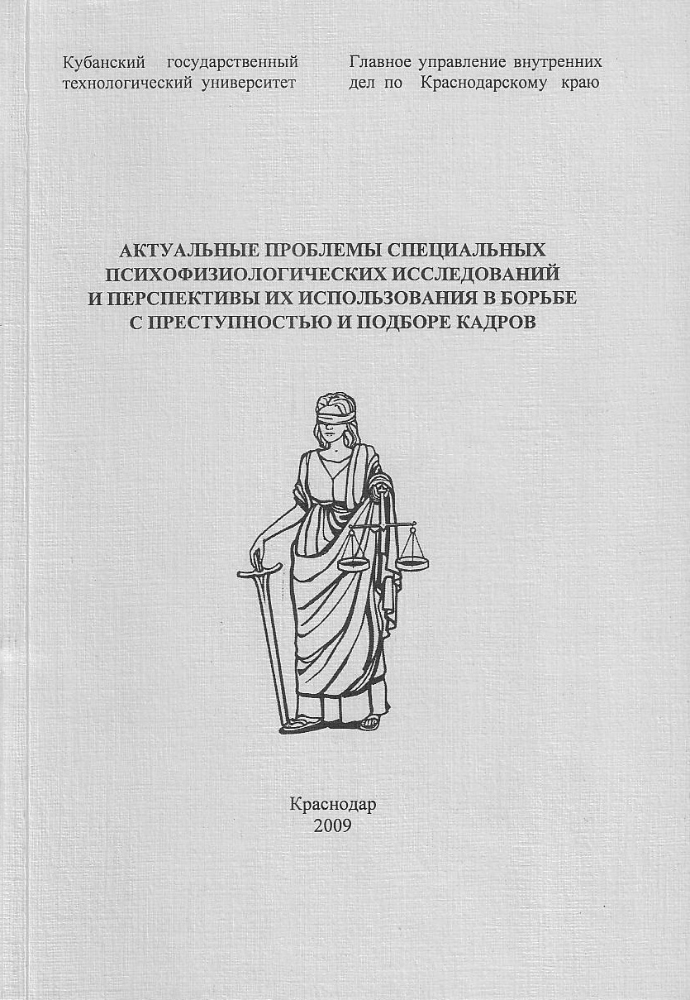 Кубанский государственный
технологический университет
Главное управление внутренних
дел по Краснодарскому краю
АКТУАЛЬНЫЕ ПРОБЛЕМЫ СПЕЦИАЛЬНЫХ
ПСИХОФИЗИОЛОГИЧЕСКИХ ИССЛЕДОВАНИЙ
И ПЕРСПЕКТИВЫ ИХ ИСПОЛЬЗОВАНИЯ В БОРЬБЕ
С ПРЕСТУПНОСТЬЮ И ПОДБОРЕ КАДРОВ
Краснодар
2009